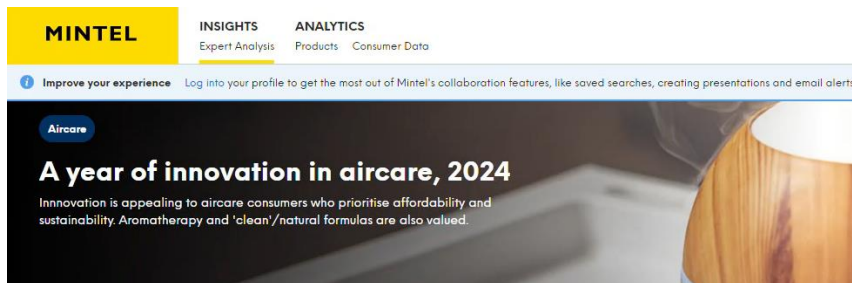 MINTEL
INSIGHTS ANALYTICS
Expert Analysis Products Consumer Data
Improve your experience Log into your profile to get the most out of Mintel's collaboration features, like saved searches, creating presentations and email alerts
Aircare
A year of innovation in aircare, 2024
Innnovation is appealing to aircare consumers who prioritise affordability and
sustainability. Aromatherapy and 'clean'/natural formulas are also valued.